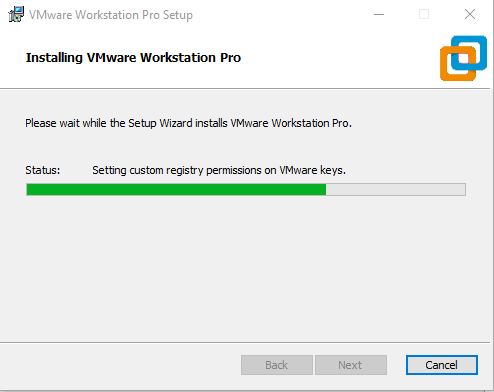 VMware Workstation Pro Setup
Installing VMware Workstation Pro
Please wait while the Setup Wizard installs VMware Workstation Pro.
Status: Setting custom registry permissions on VMware keys.
Back Next Cancel